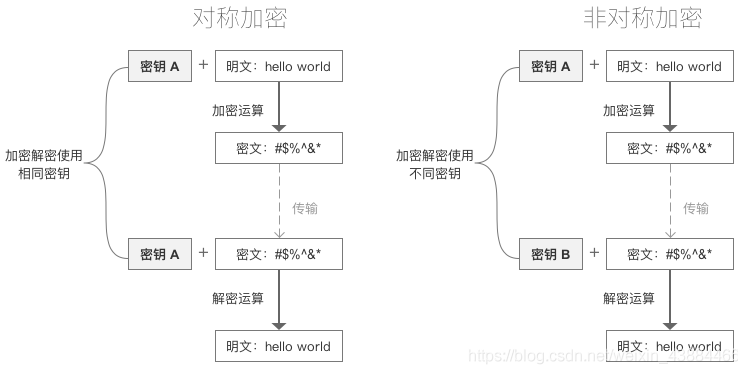 对称加密
密钥 A + 明文：hello world
加密运算
密文：#$%^&*
加密解密使用
相同密钥
传输
密钥 A + 密文：#$%^&*
解密运算
明文：hello world
非对称加密
密钥 A + 明文：hello world
加密运算
密文：#$%^&*
加密解密使用
不同密钥
传输
密钥 B + 密文：#$%^&*
解密运算
明文：hello world
https://blog.csdn.net/weixin_43884468